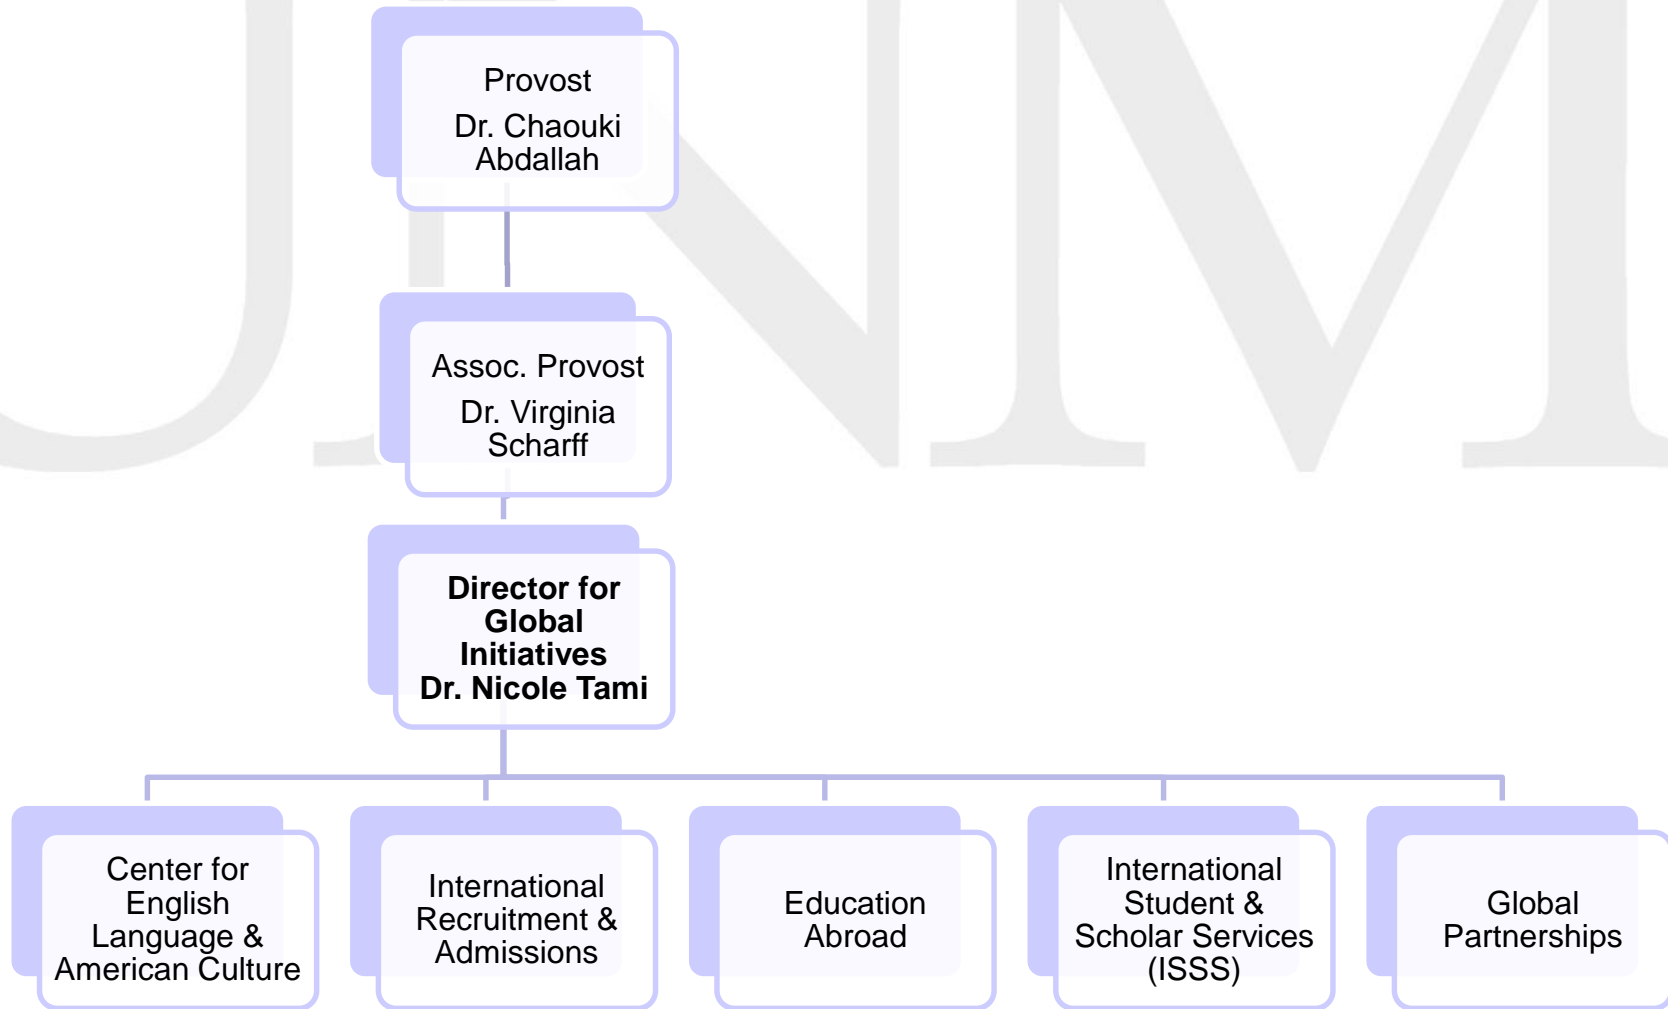 UNM
Provost
Dr. Chaouki
Abdallah
Assoc. Provost
Dr. Virginia
Scharff
Director for
Global
Initiatives
Dr. Nicole Tami
Center for
English
Language &
American Culture
International
Recruitment &
Admissions
Education
Abroad
International
Student &
Scholar Services
(ISSS)
Global
Partnerships